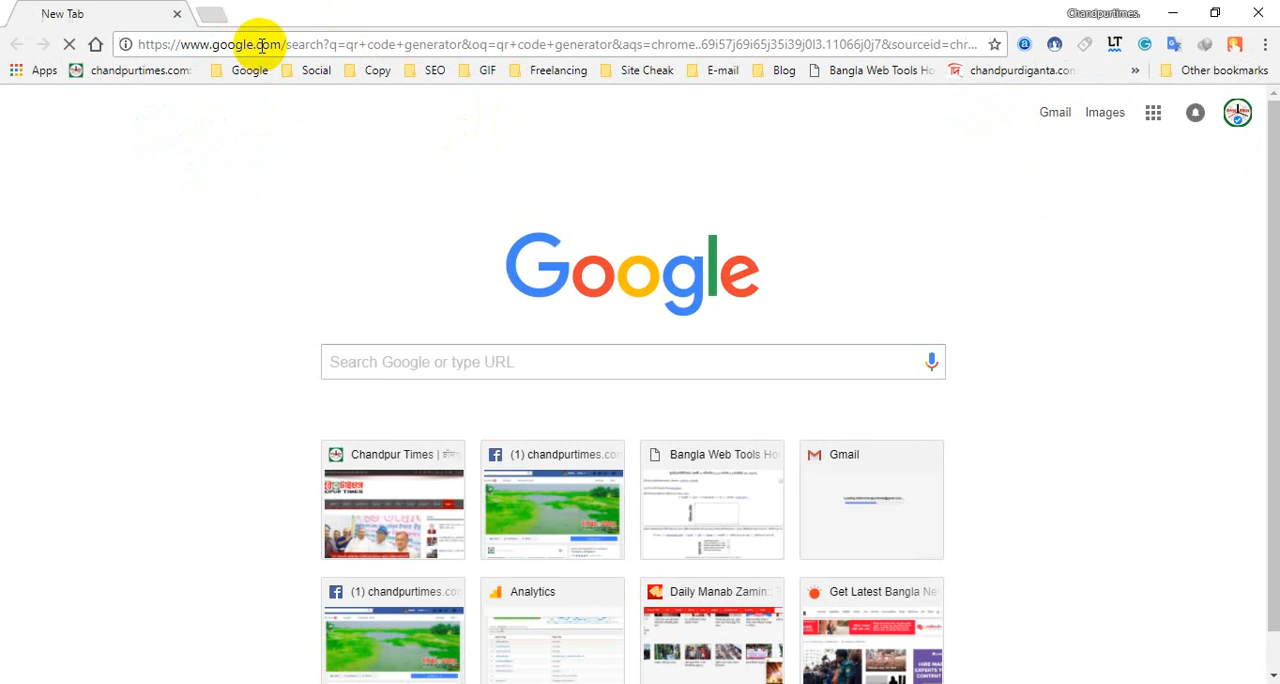 New Tab
Chandpurtimes.
https://www.google.com/search?q=qr+code+generator&oq=qr+code+generator&aqs=chrome..69i57j69i65j35i39j0l3.11066j0j7&sourceid=chr...
Apps
chandpurtimes.com:
Google
Social
Copy
SEO
GIF
Freelancing
Site Cheak
E-mail
Blog
Bangla Web Tools Ho
chandpurdiganta.con
»
Other bookmarks
Gmail
Images
Google
Search Google or type URL
Chandpur Times |
(1) chandpurtimes.con
Bangla Web Tools Ho
Gmail
(1) chandpurtimes.con
Analytics
Daily Manab Zamin::
Get Latest Bangla Ne